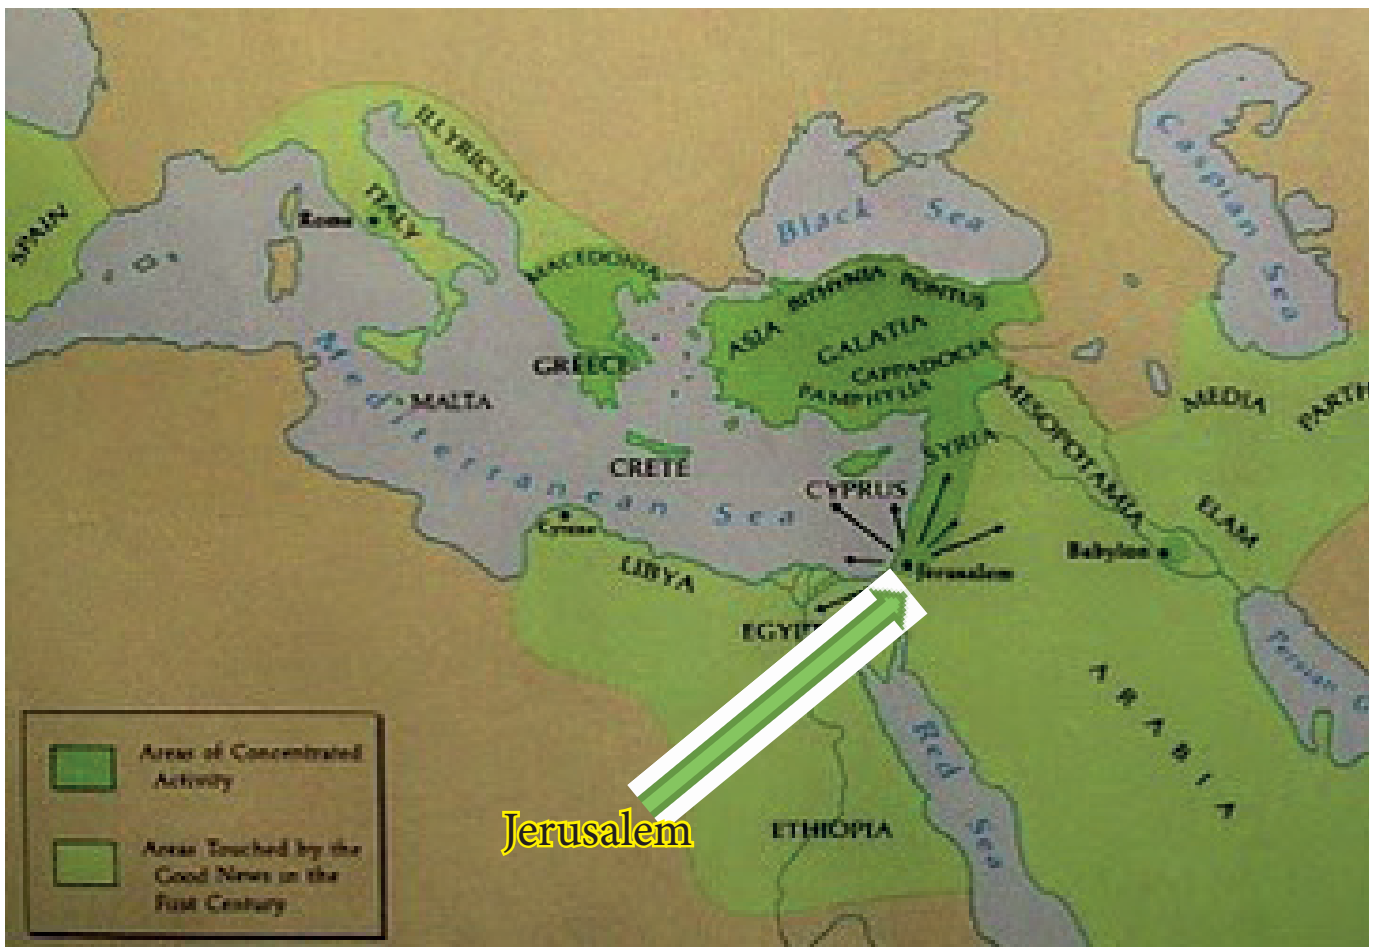 ILLYRICUM
Caspian Sea
SPAIN
ITALY
Rome
Black Sea
MACEDONIA
BITHYNIA
PONTUS
ASIA
GALATIA
GREECE
CAPPADOCIA
PAMPHYLIA
MALTA
Mediterranean Sea
MESOPOTAMIA
MEDIA
PARTH
CRETE
SYRIA
CYPRUS
ELAM
Cyrene
Babylon
LIBYA
Jerusalem
EGYPT
Persian G
ARABIA
Red Sea
Areas of Concentrated
Activity
Jerusalem
ETHIOPIA
Areas Touched by the
Good News in the
First Century